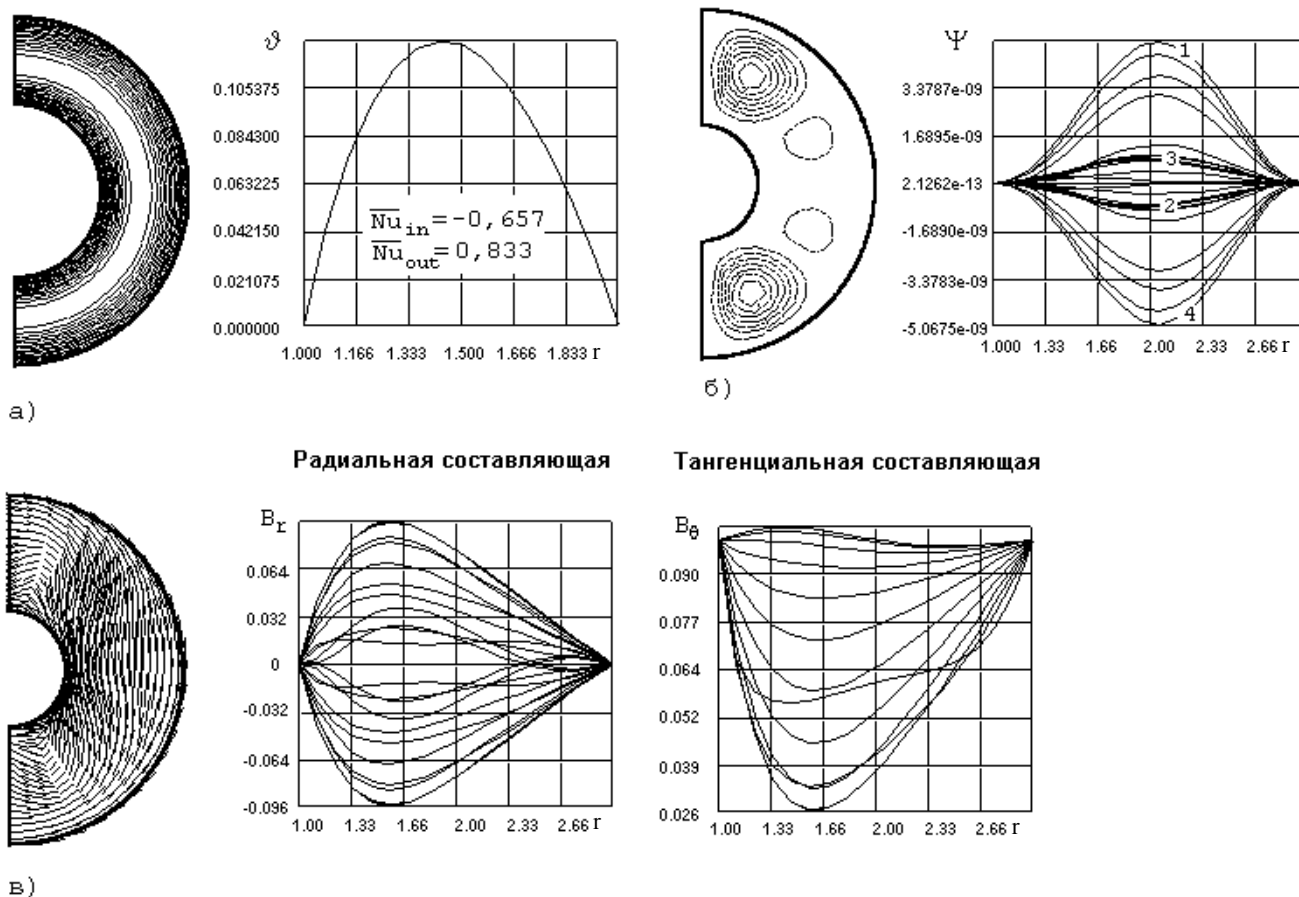 ϑ
0.105375
0.084300
0.063225
0.042150
0.021075
0.000000
N̅u̅in=-0,657
N̅u̅out=0,833
1.000 1.166 1.333 1.500 1.666 1.833 r
а)
Ψ
3.3787e-09
1.6895e-09
2.1262e-13
-1.6890e-09
-3.3783e-09
-5.0675e-09
1
3
2
4
1.000 1.33 1.66 2.00 2.33 2.66 r
б)
Радиальная составляющая
Br
0.064
0.032
0
-0.032
-0.064
-0.096
1.00 1.33 1.66 2.00 2.33 2.66 r
Тангенциальная составляющая
Bθ
0.090
0.077
0.064
0.052
0.039
0.026
1.00 1.33 1.66 2.00 2.33 2.66 r
в)